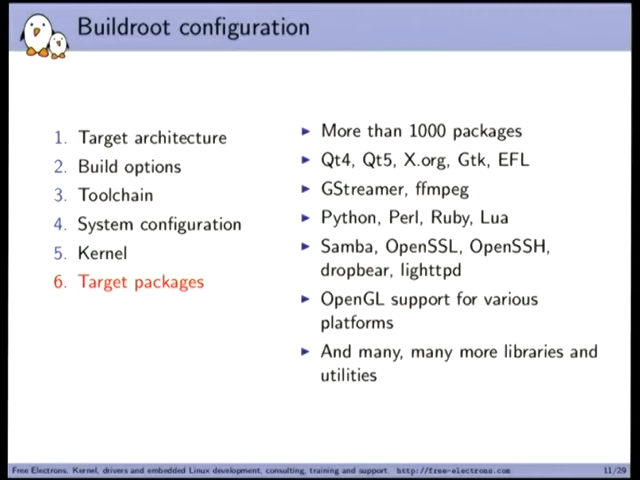 Buildroot configuration
1. Target architecture
2. Build options
3. Toolchain
4. System configuration
5. Kernel
6. Target packages
▶ More than 1000 packages
▶ Qt4, Qt5, X.org, Gtk, EFL
▶ GStreamer, ffmpeg
▶ Python, Perl, Ruby, Lua
▶ Samba, OpenSSL, OpenSSH,
dropbear, lighttpd
▶ OpenGL support for various
platforms
▶ And many, many more libraries and
utilities
Free Electrons. Kernel, drivers and embedded Linux development, consulting, training and support. http://free-electrons.com 11/29